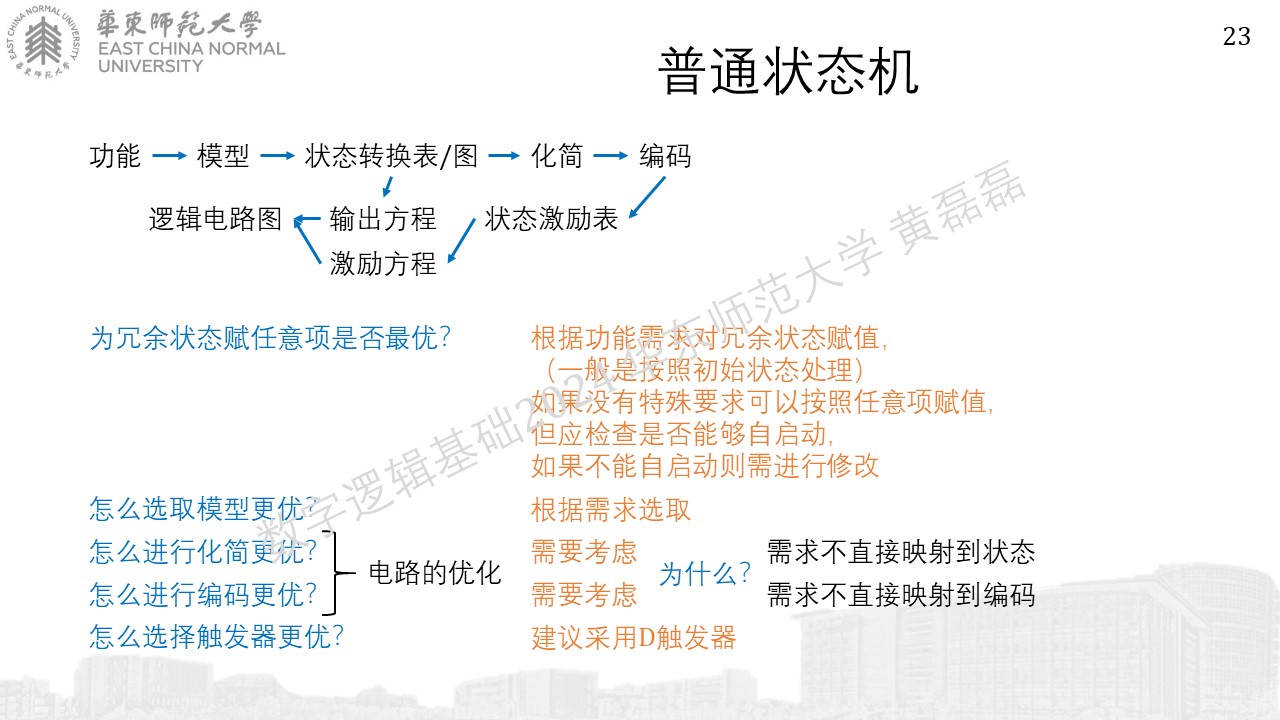 華東師範大學
EAST CHINA NORMAL
UNIVERSITY
EAST CHINA NORMAL UNIVERSITY
華東师范大学
23
普通状态机
功能 模型 状态转换表/图 化简 编码
逻辑电路图 输出方程 状态激励表
激励方程
为冗余状态赋任意项是否最优?
根据功能需求对冗余状态赋值,
（一般是按照初始状态处理）
如果没有特殊要求可以按照任意项赋值,
但应检查是否能够自启动,
如果不能自启动则需进行修改
怎么选取模型更优? 根据需求选取
怎么进行化简更优? 需要考虑 需求不直接映射到状态
电路的优化 为什么?
怎么进行编码更优? 需要考虑 需求不直接映射到编码
怎么选择触发器更优? 建议采用D触发器
数字逻辑基础2024 华东师范大学 黄磊磊